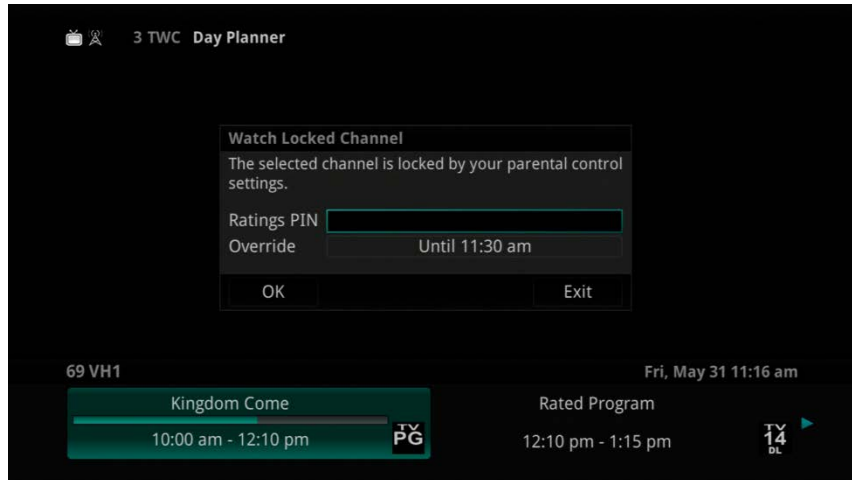 3 TWC Day Planner
Watch Locked Channel
The selected channel is locked by your parental control
settings.
Ratings PIN
Override Until 11:30 am
OK Exit
69 VH1 Fri, May 31 11:16 am
Kingdom Come Rated Program
10:00 am - 12:10 pm TV PG 12:10 pm - 1:15 pm TV 14 DL